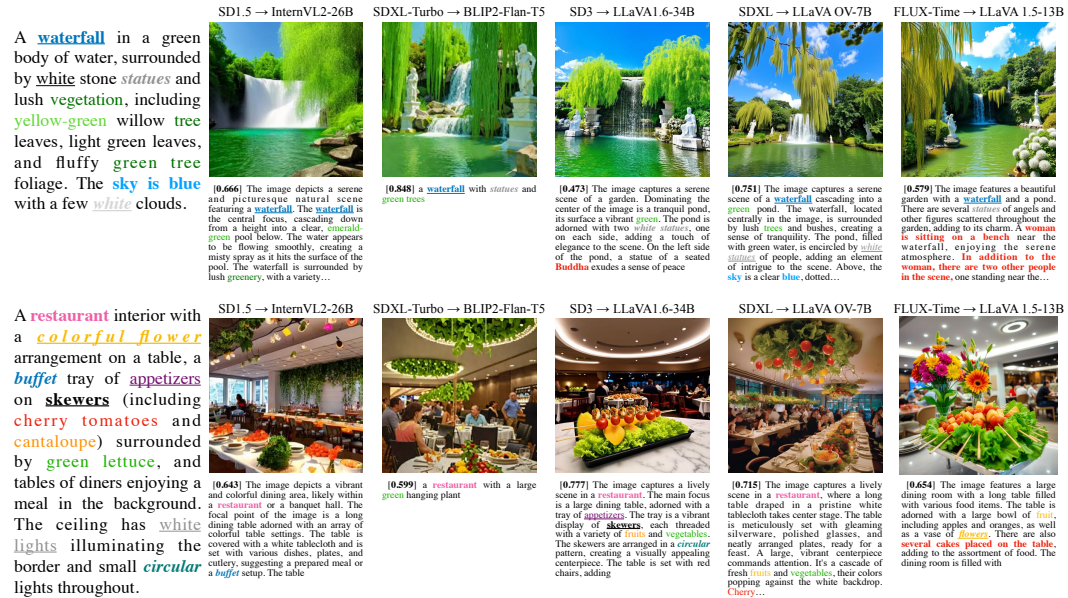 A waterfall in a green
body of water, surrounded
by white stone statues and
lush vegetation, including
yellow-green willow tree
leaves, light green leaves,
and fluffy green tree
foliage. The sky is blue
with a few white clouds.
SD1.5 → InternVL2-26B
[0.666] The image depicts a serene
and picturesque natural scene
featuring a waterfall. The waterfall is
the central focus, cascading down
from a height into a clear, emerald-
green pool below. The water appears
to be flowing smoothly, creating a
misty spray as it hits the surface of the
pool. The waterfall is surrounded by
lush greenery, with a variety…
SDXL-Turbo → BLIP2-Flan-T5
[0.848] a waterfall with statues and
green trees
SD3 → LLaVA1.6-34B
[0.473] The image captures a serene
scene of a garden. Dominating the
center of the image is a tranquil pond,
its surface a vibrant green. The pond is
adorned with two white statues, one
on each side, adding a touch of
elegance to the scene. On the left side
of the pond, a statue of a seated
Buddha exudes a sense of peace
SDXL → LLaVA OV-7B
[0.751] The image captures a serene
scene of a waterfall cascading into a
green pond. The waterfall, located
centrally in the image, is surrounded
by lush trees and bushes, creating a
sense of tranquility. The pond, filled
with green water, is encircled by white
statues of people, adding an element
of intrigue to the scene. Above, the
sky is a clear blue, dotted…
FLUX-Time → LLaVA 1.5-13B
[0.579] The image features a beautiful
garden with a waterfall and a pond.
There are several statues of angels and
other figures scattered throughout the
garden, adding to its charm. A woman
is sitting on a bench near the
waterfall, enjoying the serene
atmosphere. In addition to the
woman, there are two other people
in the scene, one standing near the…
A restaurant interior with
a colorful flower
arrangement on a table, a
buffet tray of appetizers
on skewers (including
cherry tomatoes and
cantaloupe) surrounded
by green lettuce, and
tables of diners enjoying a
meal in the background.
The ceiling has white
lights illuminating the
border and small circular
lights throughout.
SD1.5 → InternVL2-26B
[0.643] The image depicts a vibrant
and colorful dining area, likely within
a restaurant or a banquet hall. The
focal point of the image is a long
dining table adorned with an array of
colorful table settings. The table is
covered with a white tablecloth and is
set with various dishes, plates, and
cutlery, suggesting a prepared meal or
a buffet setup. The table
SDXL-Turbo → BLIP2-Flan-T5
[0.599] a restaurant with a large
green hanging plant
SD3 → LLaVA1.6-34B
[0.777] The image captures a lively
scene in a restaurant. The main focus
is a large dining table, adorned with a
tray of appetizers. The tray is a vibrant
display of skewers, each threaded
with a variety of fruits and vegetables.
The skewers are arranged in a circular
pattern, creating a visually appealing
centerpiece. The table is set with red
chairs, adding
SDXL → LLaVA OV-7B
[0.715] The image captures a lively
scene in a restaurant, where a long
table draped in a pristine white
tablecloth takes center stage. The table
is meticulously set with gleaming
silverware, polished glasses, and
neatly arranged plates, ready for a
feast. A large, vibrant centerpiece
commands attention. It's a cascade of
fresh fruits and vegetables, their colors
popping against the white backdrop.
Cherry…
FLUX-Time → LLaVA 1.5-13B
[0.654] The image features a large
dining room with a long table filled
with various food items. The table is
adorned with a large bowl of fruit,
including apples and oranges, as well
as a vase of flowers. There are also
several cakes placed on the table,
adding to the assortment of food. The
dining room is filled with